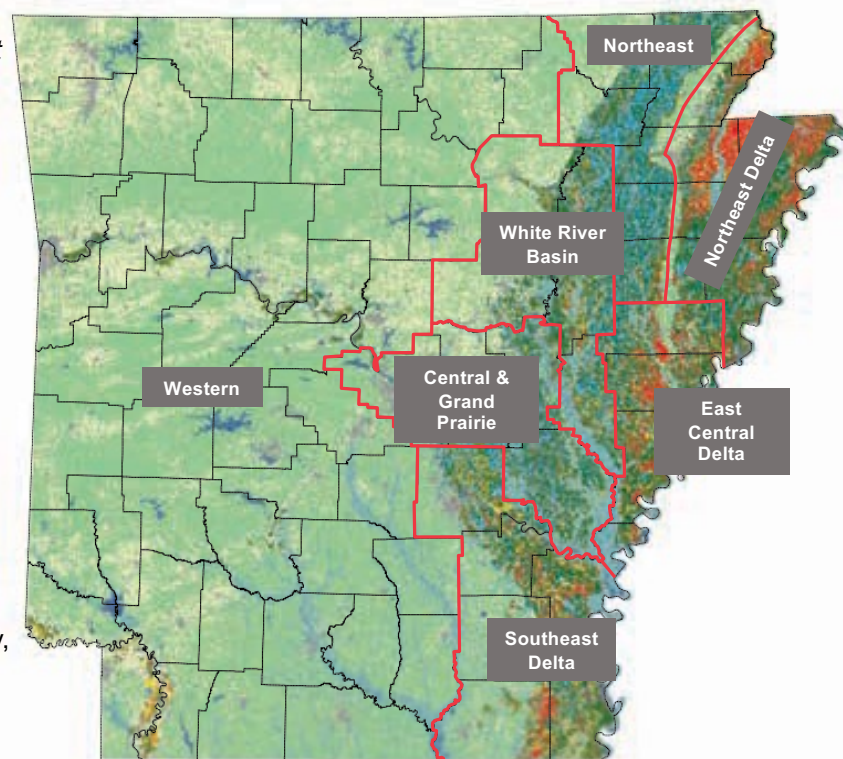 Northeast
Northeast Delta
White River
Basin
Western
Central &
Grand
Prairie
East
Central
Delta
Southeast
Delta